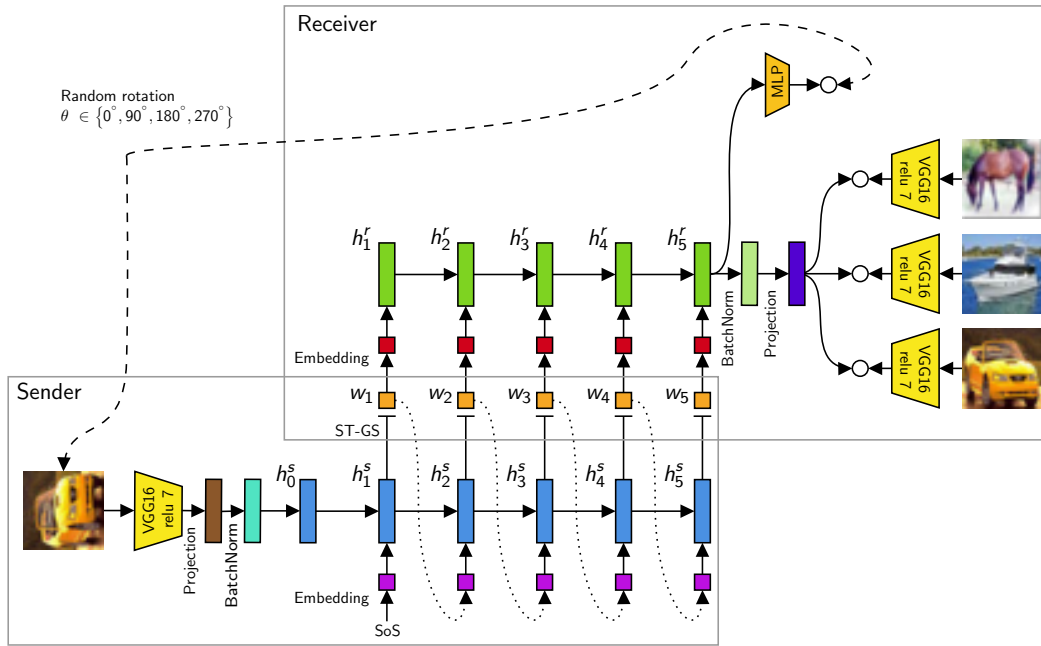 Receiver
Random rotation
θ ∈ {0°, 90°, 180°, 270°}
MLP
VGG16
relu 7
VGG16
relu 7
VGG16
relu 7
h₁ʳ h₂ʳ h₃ʳ h₄ʳ h₅ʳ
BatchNorm
Projection
Embedding
Sender
w₁ w₂ w₃ w₄ w₅
ST-GS
h₀ˢ h₁ˢ h₂ˢ h₃ˢ h₄ˢ h₅ˢ
VGG16
relu 7
Projection
BatchNorm
Embedding
SoS